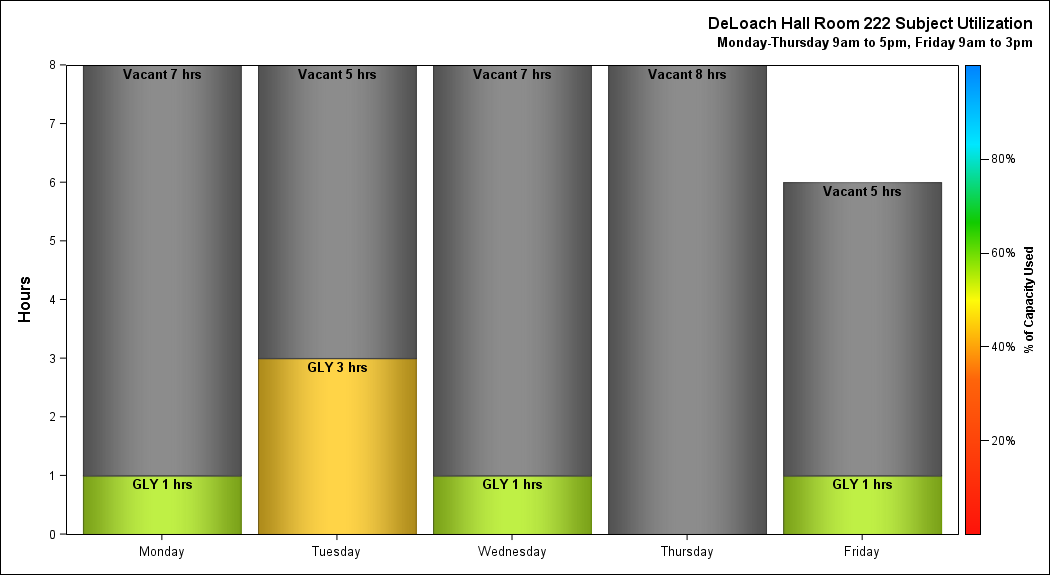 DeLoach Hall Room 222 Subject Utilization
Monday-Thursday 9am to 5pm, Friday 9am to 3pm
Hours
8
7
6
5
4
3
2
1
0
Vacant 7 hrs
GLY 1 hrs
Vacant 5 hrs
GLY 3 hrs
Vacant 7 hrs
GLY 1 hrs
Vacant 8 hrs
Vacant 5 hrs
GLY 1 hrs
Monday
Tuesday
Wednesday
Thursday
Friday
80%
60%
40%
20%
% of Capacity Used